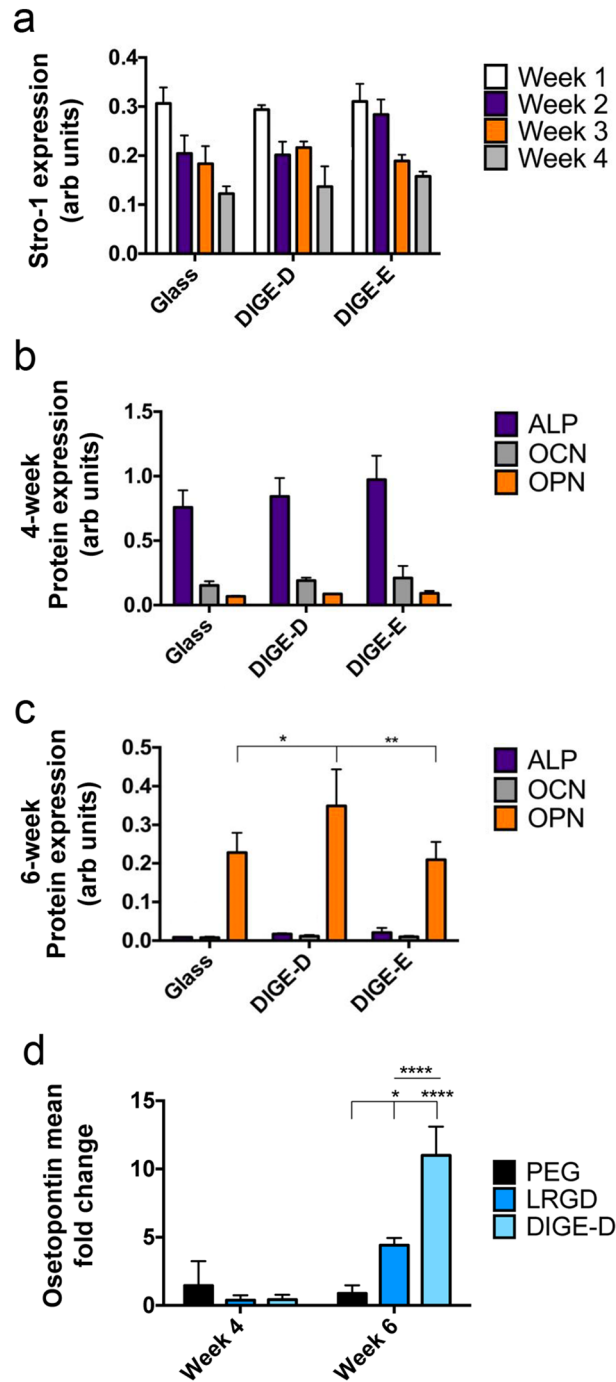 a
Stro-1 expression
(arb units)
0.4
0.3
0.2
0.1
0.0
Glass
DIGE-D
DIGE-E
Week 1
Week 2
Week 3
Week 4
b
4-week
Protein expression
(arb units)
1.5
1.0
0.5
0.0
Glass
DIGE-D
DIGE-E
ALP
OCN
OPN
c
6-week
Protein expression
(arb units)
0.5
0.4
0.3
0.2
0.1
0.0
*
**
Glass
DIGE-D
DIGE-E
ALP
OCN
OPN
d
Osetopontin mean
fold change
15
10
5
0
****
*
****
Week 4
Week 6
PEG
LRGD
DIGE-D